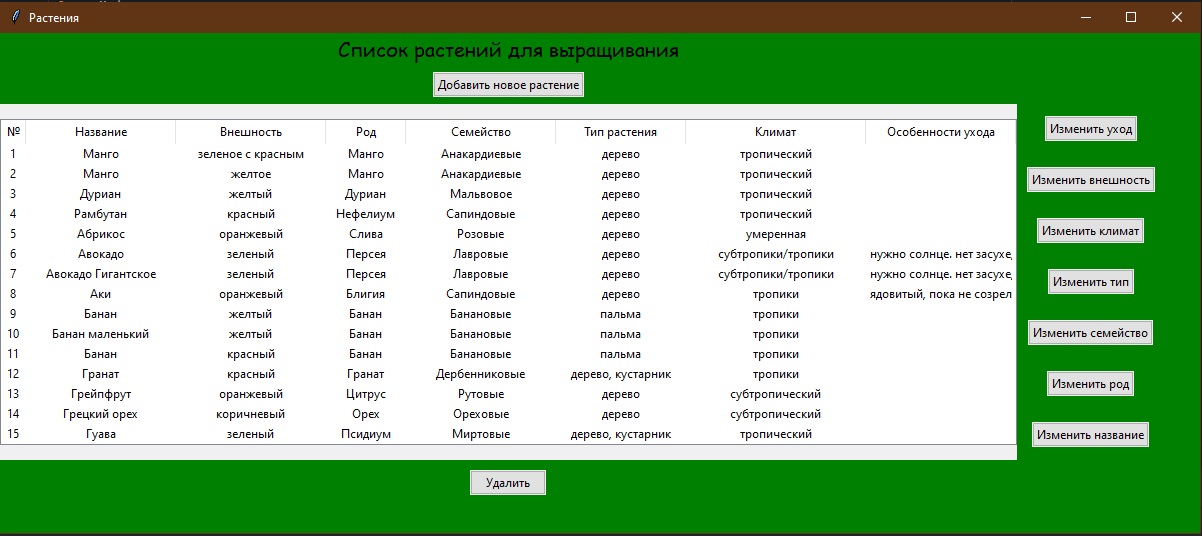 Растения
Список растений для выращивания
Добавить новое растение
№ Название Внешность Род Семейство Тип растения Климат Особенности ухода
1 Манго зеленое с красным Манго Анакардиевые дерево тропический
2 Манго желтое Манго Анакардиевые дерево тропический
3 Дуриан желтый Дуриан Мальвовое дерево тропический
4 Рамбутан красный Нефелиум Сапиндовые дерево тропический
5 Абрикос оранжевый Слива Розовые дерево умеренная
6 Авокадо зеленый Персея Лавровые дерево субтропики/тропики нужно солнце. нет засухе,
7 Авокадо Гигантское зеленый Персея Лавровые дерево субтропики/тропики нужно солнце. нет засухе,
8 Аки оранжевый Блигия Сапиндовые дерево тропики ядовитый, пока не созрел
9 Банан желтый Банан Банановые пальма тропики
10 Банан маленький желтый Банан Банановые пальма тропики
11 Банан красный Банан Банановые пальма тропики
12 Гранат красный Гранат Дербенниковые дерево, кустарник тропики
13 Грейпфрут оранжевый Цитрус Рутовые дерево субтропический
14 Грецкий орех коричневый Орех Ореховые дерево субтропический
15 Гуава зеленый Псидиум Миртовые дерево, кустарник тропический
Изменить уход
Изменить внешность
Изменить климат
Изменить тип
Изменить семейство
Изменить род
Изменить название
Удалить